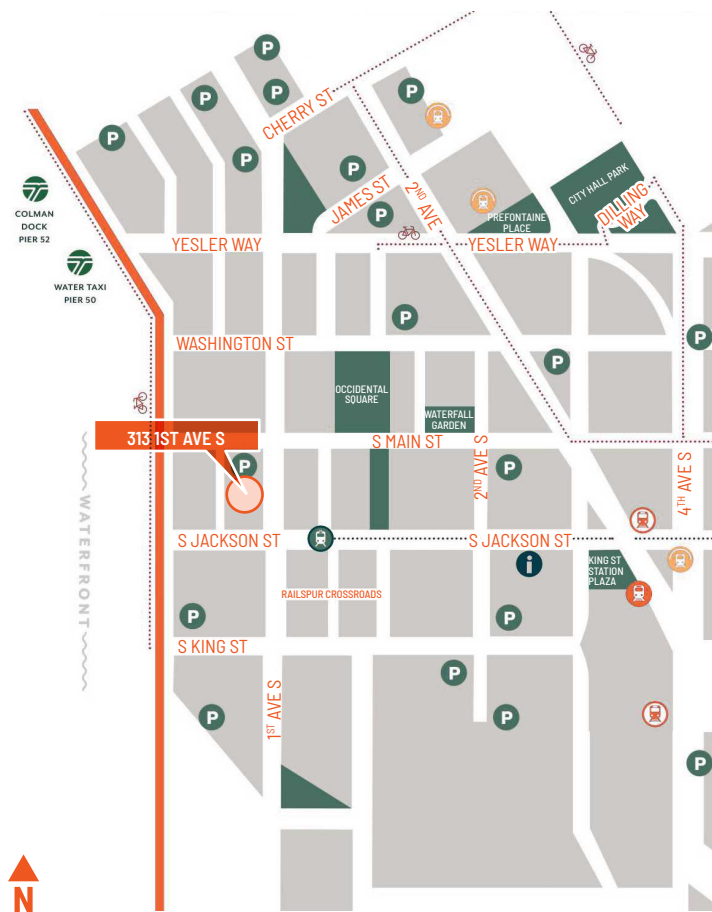 P
P
P
P
P
P
P
P
P
CHERRY ST
JAMES ST
2ND AVE
PREFONTAINE
PLACE
CITY HALL PARK
DILLING
WAY
COLMAN
DOCK
PIER 52
WATER TAXI
PIER 50
YESLER WAY
YESLER WAY
P
P
P
WASHINGTON ST
OCCIDENTAL
SQUARE
WATERFALL
GARDEN
313 1ST AVE S
S MAIN ST
P
P
2ND AVE S
4TH AVE S
WATERFRONT
S JACKSON ST
S JACKSON ST
i
KING ST
STATION
PLAZA
RAILSPUR CROSSROADS
P
P
S KING ST
P
P
P
1ST AVE S
P
N